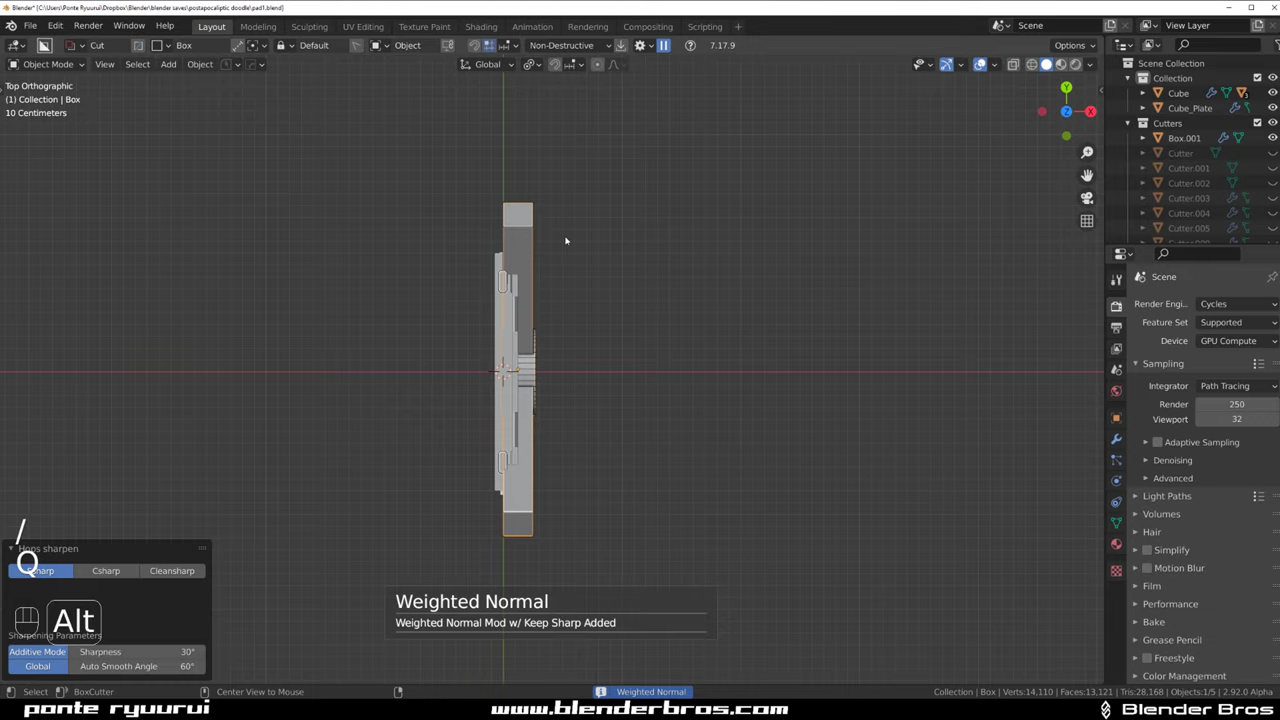 Blender* [C:\Users\Ponte Ryuurui\Dropbox\Blender\blender saves\postapocaliptic doodle\pad1.blend]
File Edit Render Window Help Layout Modeling Sculpting UV Editing Texture Paint Shading Animation Rendering Compositing Scripting + Scene View Layer
Cut Box Default Object Non-Destructive 7.17.9 Options
Object Mode View Select Add Object Global
Top Orthographic
(1) Collection | Box
10 Centimeters
Y
Z
X
Scene Collection
Collection
Cube
Cube_Plate
Cutters
Box.001
Cutter
Cutter.001
Cutter.002
Cutter.003
Cutter.004
Cutter.005
Scene
Render Engi.. Cycles
Feature Set Supported
Device GPU Compute
Sampling
Integrator Path Tracing
Render 250
Viewport 32
Adaptive Sampling
Denoising
Advanced
Light Paths
Volumes
Hair
Simplify
Motion Blur
Film
Performance
Bake
Grease Pencil
Freestyle
Color Management
/
Q
Alt
Hops sharpen
Csharp Cleansharp
Sharpening Parameters
Additive Mode Sharpness 30°
Global Auto Smooth Angle 60°
Weighted Normal
Weighted Normal Mod w/ Keep Sharp Added
Select BoxCutter Center View to Mouse Weighted Normal Collection | Box | Verts:14,110 | Faces:13,121 | Tris:28,168 | Objects:1/5 | 2.92.0 Alpha
ponte ryuurui www.blenderbros.com Blender Bros